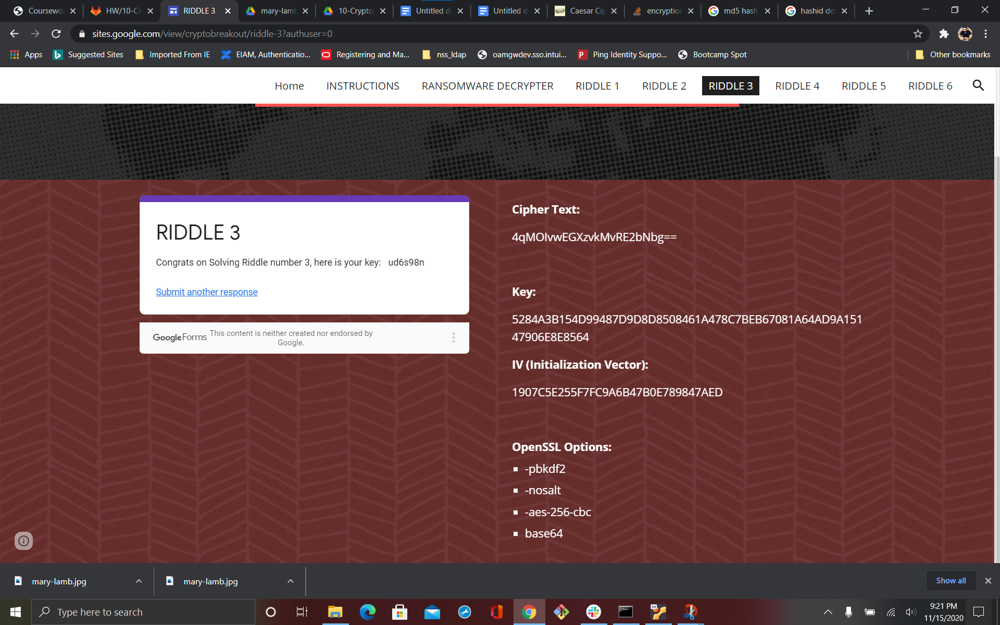 Coursewor
HW/10-Cr
RIDDLE 3
mary-lamb
10-Crypto
Untitled d
Untitled d
Caesar Cip
encryption
md5 hash
hashid do
sites.google.com/view/cryptobreakout/riddle-3?authuser=0
Apps
Suggested Sites
Imported From IE
EIAM, Authenticatio...
Registering and Ma...
nss_ldap
oamgwdev.sso.intui...
Ping Identity Suppo...
Bootcamp Spot
Other bookmarks
Home
INSTRUCTIONS
RANSOMWARE DECRYPTER
RIDDLE 1
RIDDLE 2
RIDDLE 3
RIDDLE 4
RIDDLE 5
RIDDLE 6
RIDDLE 3
Congrats on Solving Riddle number 3, here is your key: ud6s98n
Submit another response
Google Forms
This content is neither created nor endorsed by
Google.
Cipher Text:
4qMOIvwEGXzvkMvRE2bNbg==
Key:
5284A3B154D99487D9D8D8508461A478C7BEB67081A64AD9A151
47906E8E8564
IV (Initialization Vector):
1907C5E255F7FC9A6B47B0E789847AED
OpenSSL Options:
-pbkdf2
-nosalt
-aes-256-cbc
base64
mary-lamb.jpg
mary-lamb.jpg
Show all
Type here to search
64
9:21 PM
11/15/2020